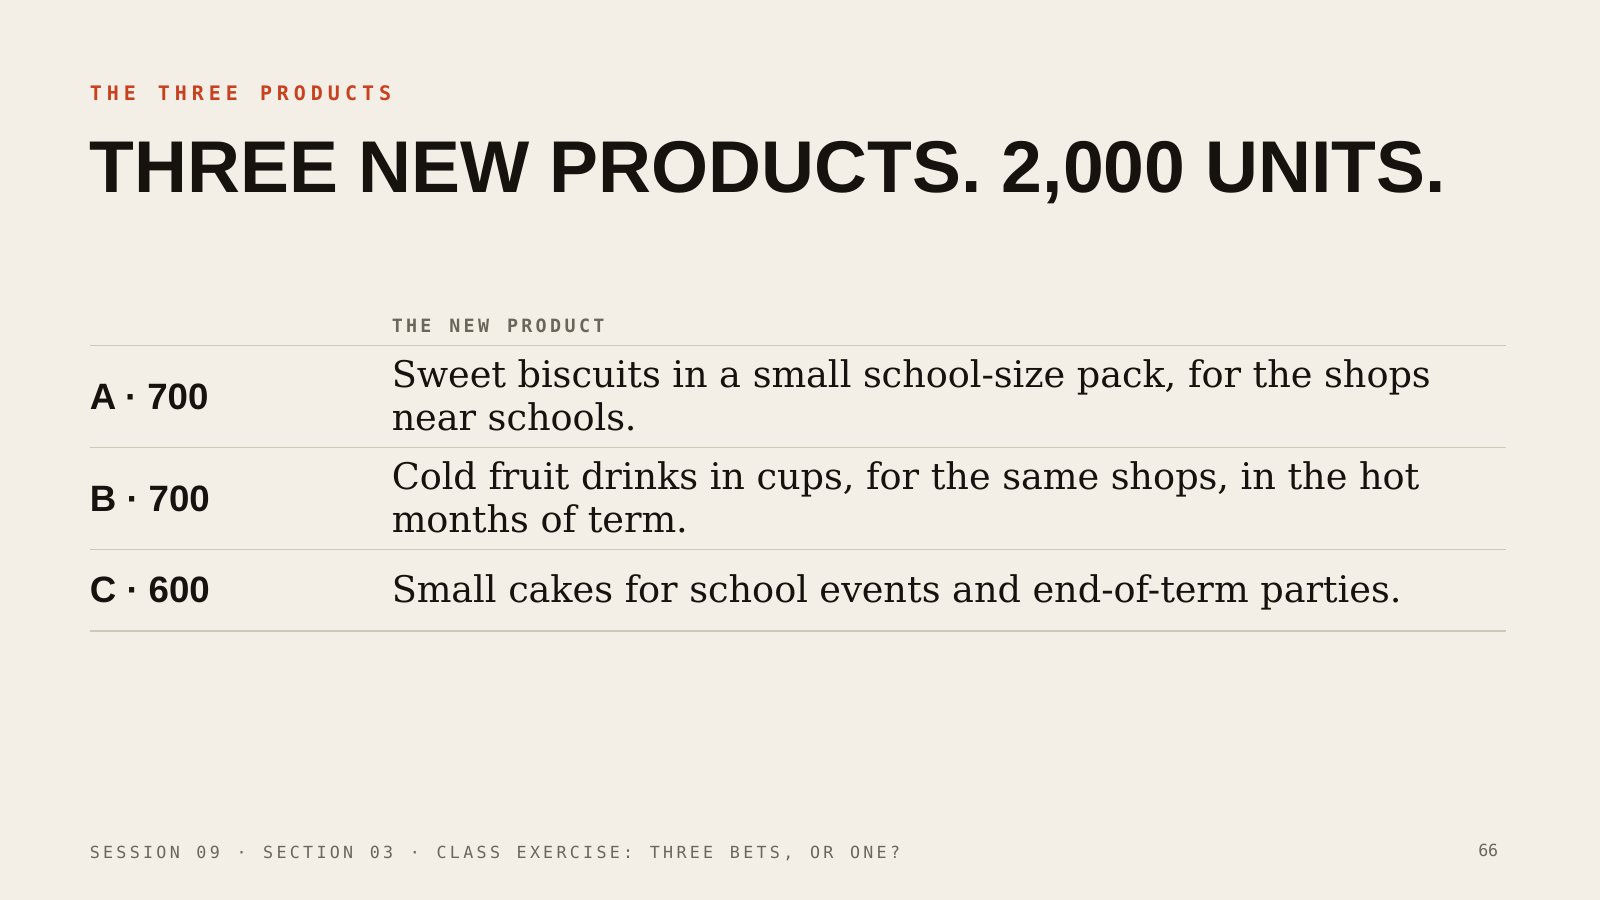 THE THREE PRODUCTS
THREE NEW PRODUCTS. 2,000 UNITS.
THE NEW PRODUCT
A · 700
Sweet biscuits in a small school-size pack, for the shops
near schools.
B · 700
Cold fruit drinks in cups, for the same shops, in the hot
months of term.
C · 600
Small cakes for school events and end-of-term parties.
SESSION 09 · SECTION 03 · CLASS EXERCISE: THREE BETS, OR ONE?
66